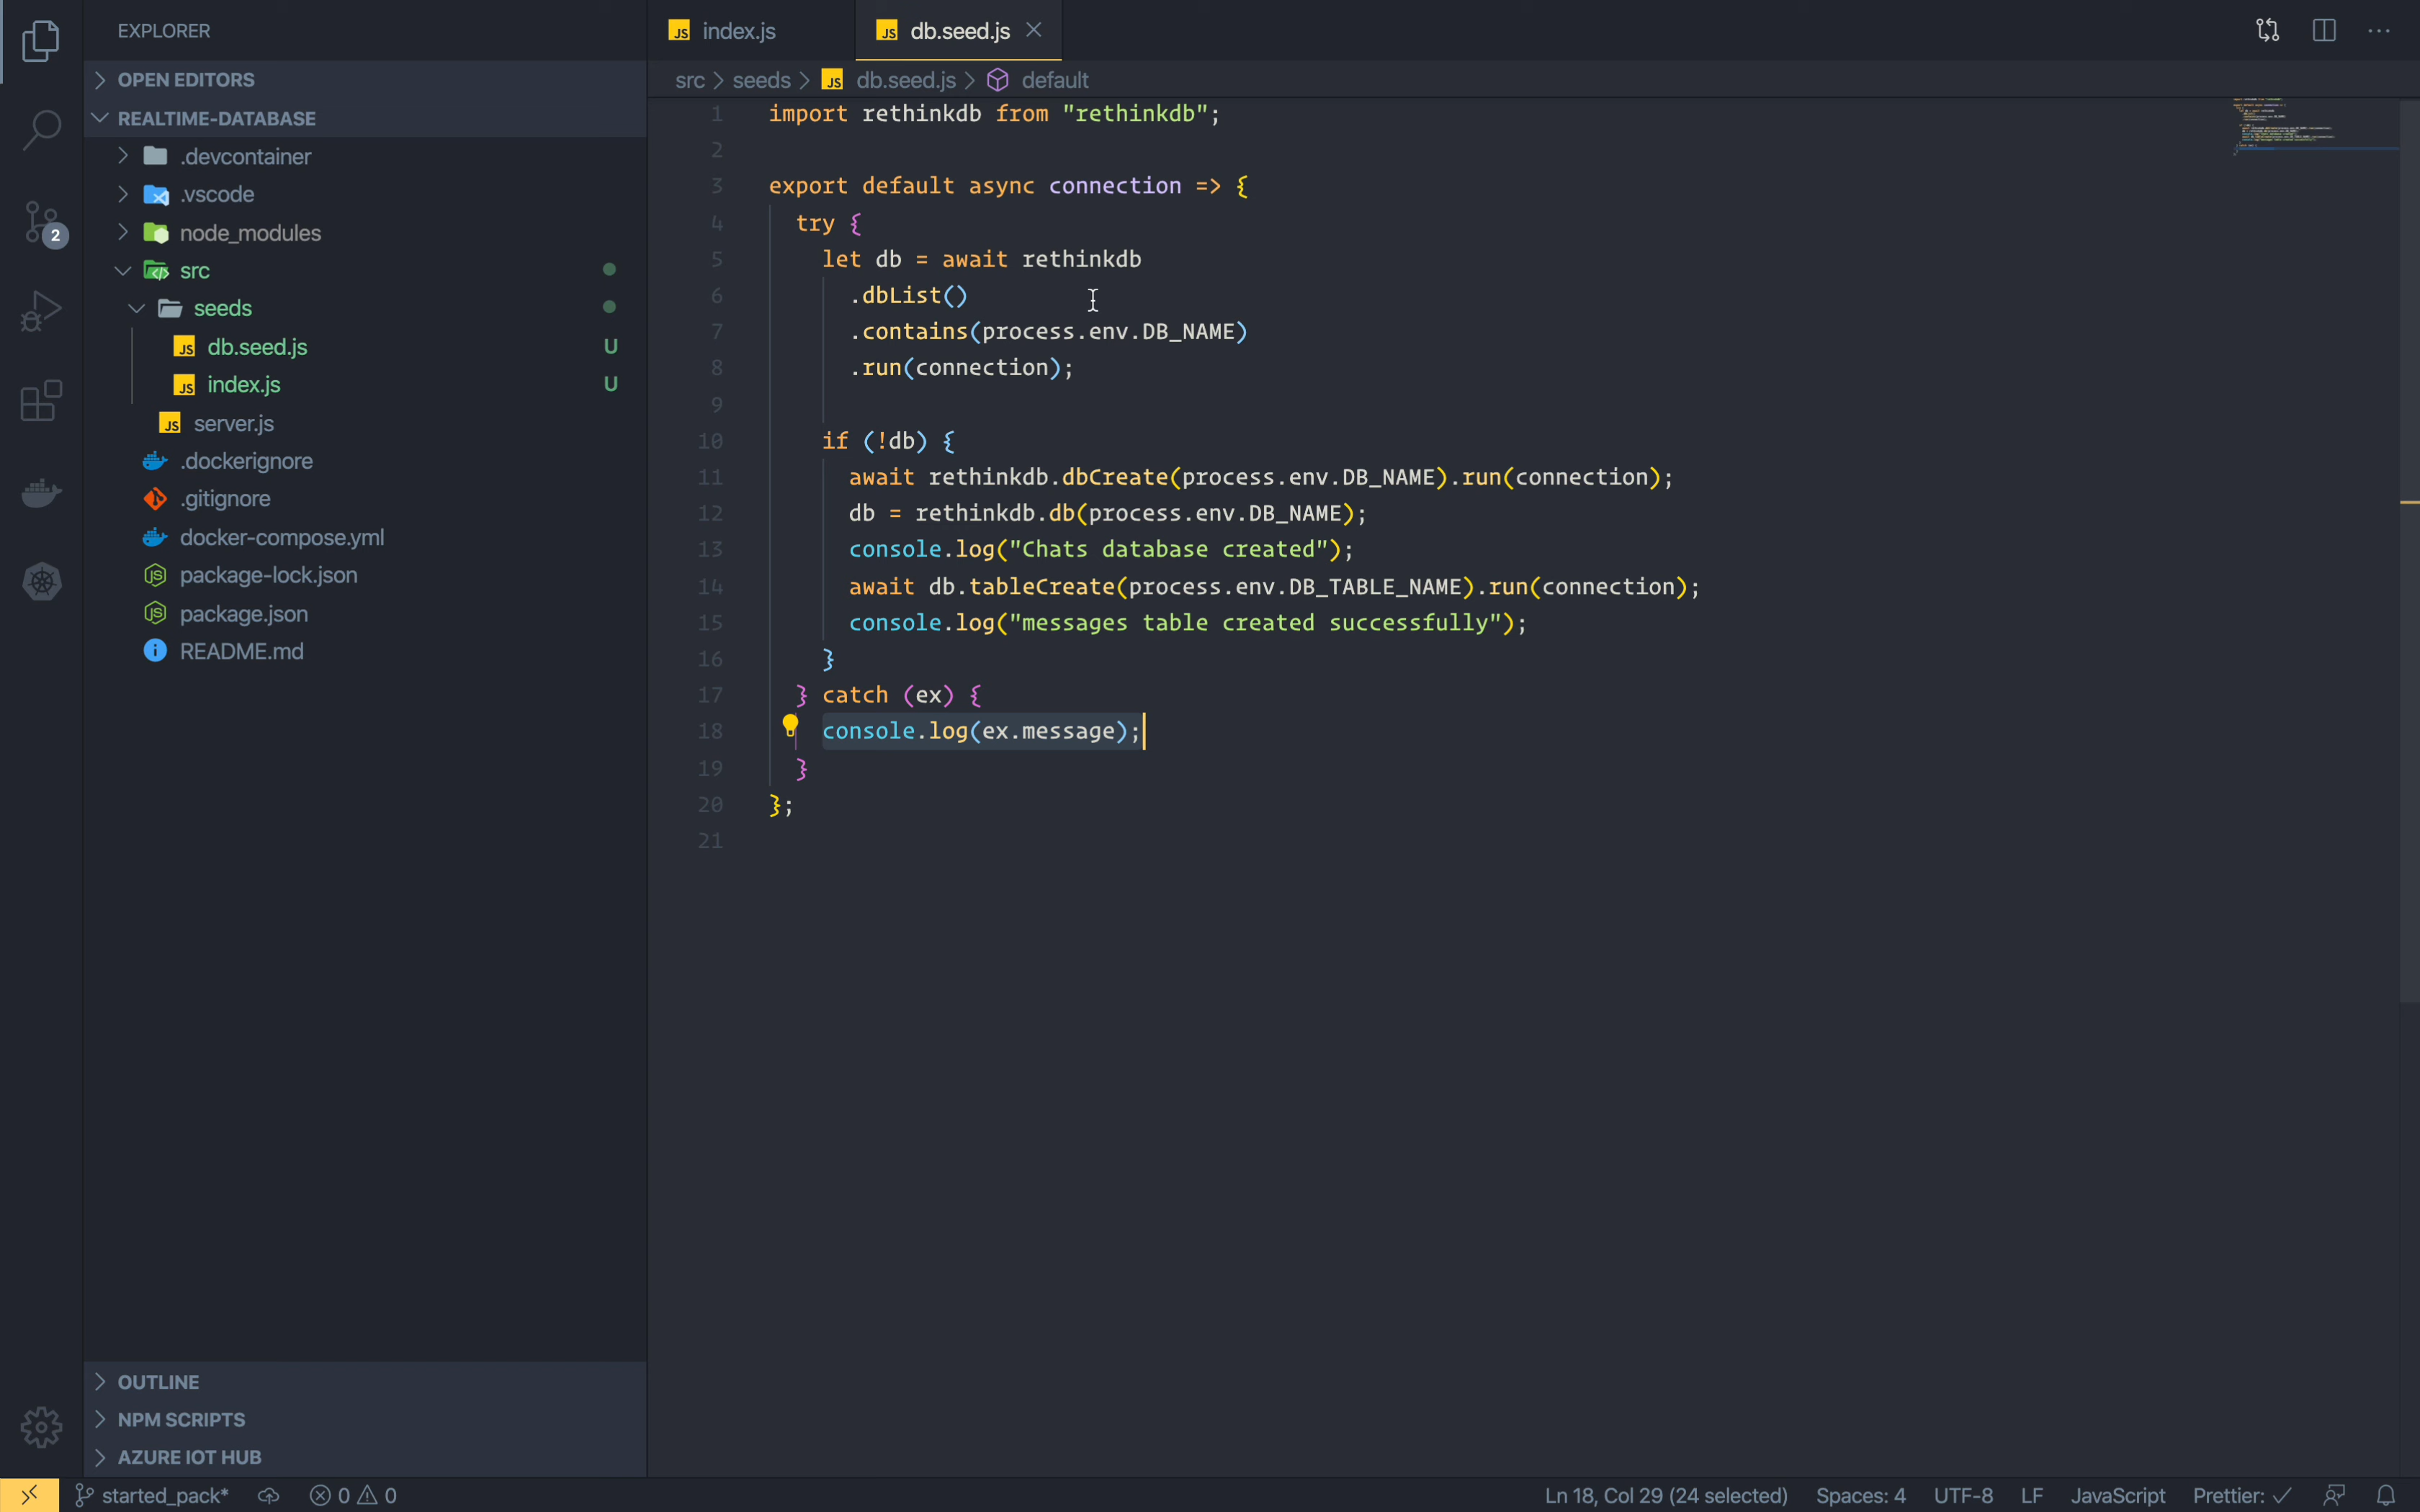 EXPLORER
OPEN EDITORS
REALTIME-DATABASE
.devcontainer
.vscode
node_modules
src
seeds
JS db.seed.js U
JS index.js U
JS server.js
.dockerignore
.gitignore
docker-compose.yml
package-lock.json
package.json
README.md
OUTLINE
NPM SCRIPTS
AZURE IOT HUB
2
JS index.js
JS db.seed.js
src > seeds > JS db.seed.js > default
1 import rethinkdb from "rethinkdb";
2
3 export default async connection => {
4 try {
5 let db = await rethinkdb
6 .dbList()
7 .contains(process.env.DB_NAME)
8 .run(connection);
9
10 if (!db) {
11 await rethinkdb.dbCreate(process.env.DB_NAME).run(connection);
12 db = rethinkdb.db(process.env.DB_NAME);
13 console.log("Chats database created");
14 await db.tableCreate(process.env.DB_TABLE_NAME).run(connection);
15 console.log("messages table created successfully");
16 }
17 } catch (ex) {
18 console.log(ex.message);
19 }
20 };
21
started_pack* 0 0 Ln 18, Col 29 (24 selected) Spaces: 4 UTF-8 LF JavaScript Prettier: ✓